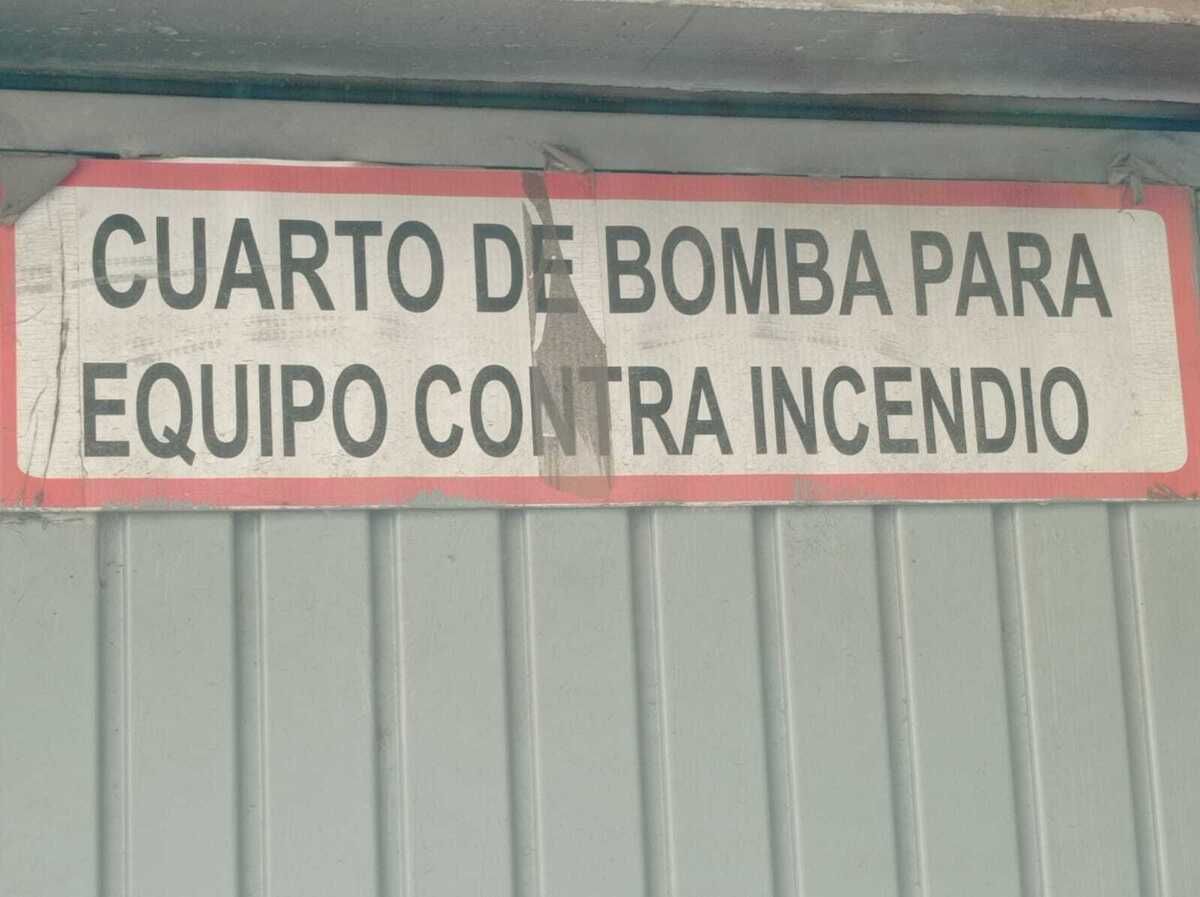 CUARTO DE BOMBA PARA
EQUIPO CONTRA INCENDIO